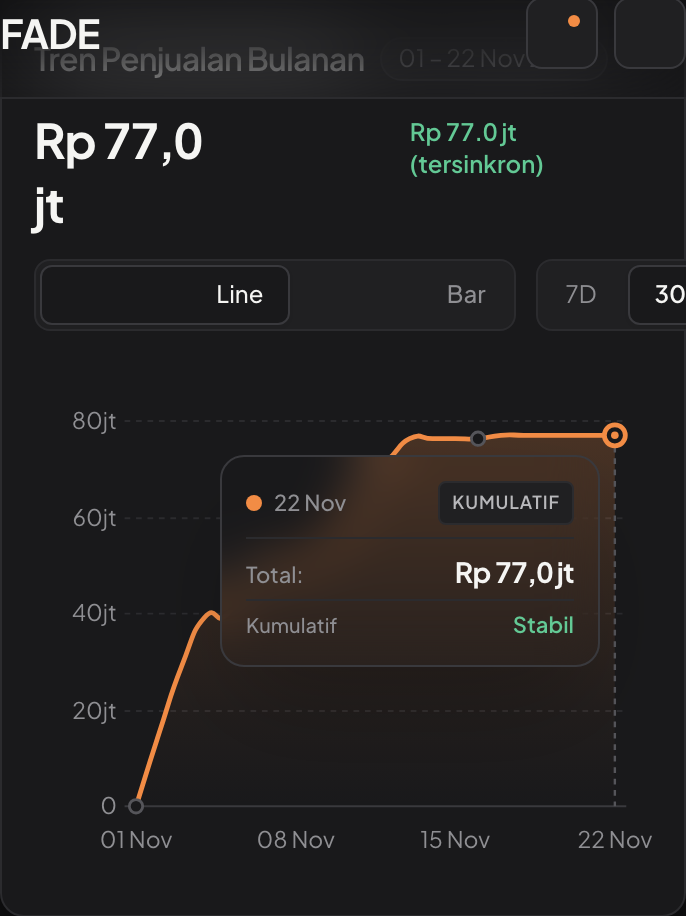 FADE
Tren Penjualan Bulanan 01 – 22 Nov
Rp 77,0
jt
Rp 77.0 jt
(tersinkron)
Line Bar 7D 30
80jt
22 Nov KUMULATIF
60jt
Total: Rp 77,0 jt
40jt
Kumulatif Stabil
20jt
0
01 Nov 08 Nov 15 Nov 22 Nov